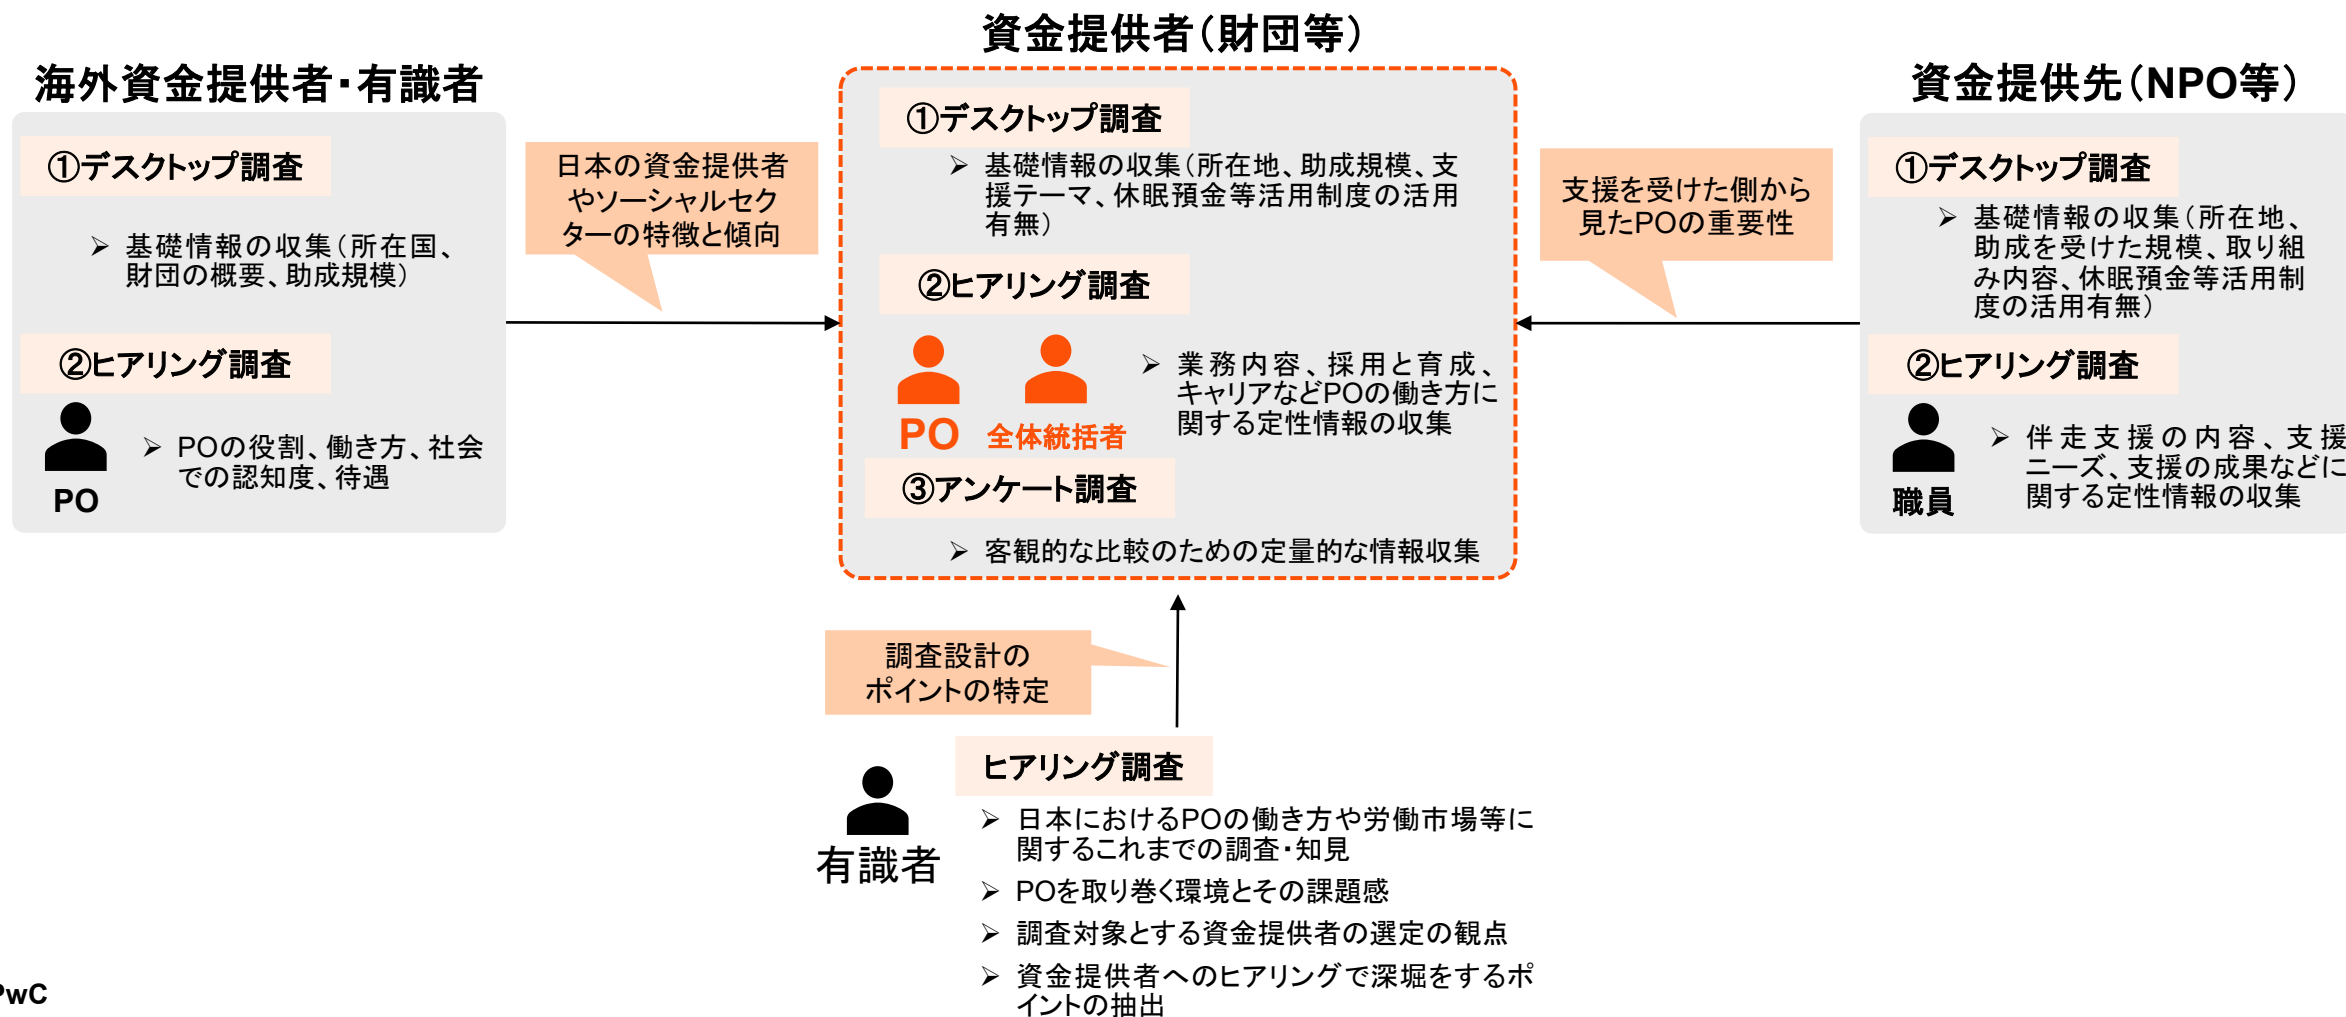 資金提供者（財団等）
海外資金提供者・有識者
①デスクトップ調査
➢ 基礎情報の収集（所在国、
財団の概要、助成規模）
②ヒアリング調査
PO
➢ POの役割、働き方、社会
での認知度、待遇
日本の資金提供者
やソーシャルセク
ターの特徴と傾向
①デスクトップ調査
➢ 基礎情報の収集（所在地、助成規模、支
援テーマ、休眠預金等活用制度の活用
有無）
②ヒアリング調査
PO
全体統括者
➢ 業務内容、採用と育成、
キャリアなどPOの働き方に
関する定性情報の収集
③アンケート調査
➢ 客観的な比較のための定量的な情報収集
支援を受けた側から
見たPOの重要性
資金提供先（NPO等）
①デスクトップ調査
➢ 基礎情報の収集（所在地、
助成を受けた規模、取り組
み内容、休眠預金等活用制
度の活用有無）
②ヒアリング調査
職員
➢ 伴走支援の内容、支援
ニーズ、支援の成果などに
関する定性情報の収集
調査設計の
ポイントの特定
ヒアリング調査
有識者
➢ 日本におけるPOの働き方や労働市場等に
関するこれまでの調査・知見
➢ POを取り巻く環境とその課題感
➢ 調査対象とする資金提供者の選定の観点
➢ 資金提供者へのヒアリングで深堀をするポ
イントの抽出
PwC